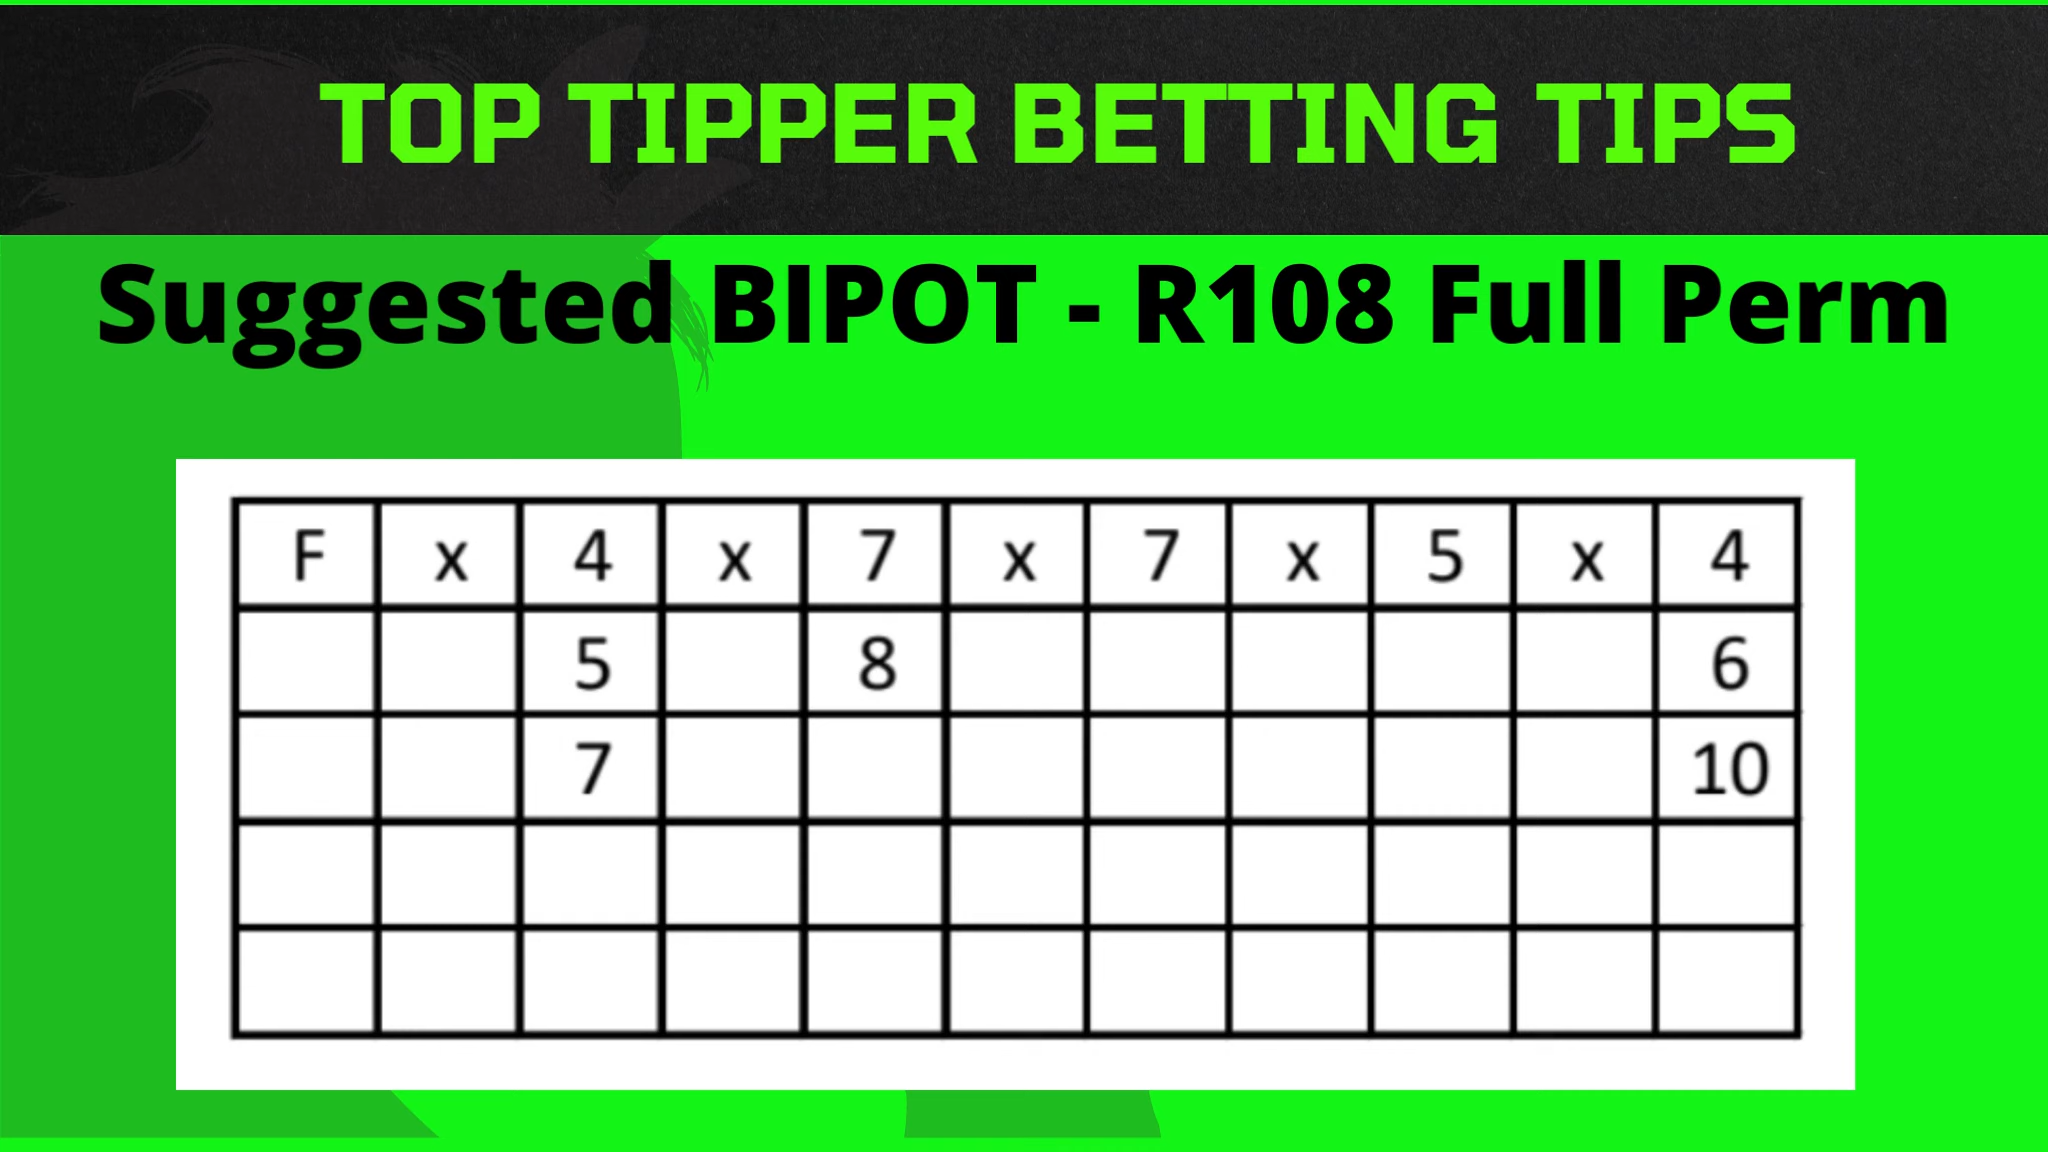 TOP TIPPER BETTING TIPS
Suggested BIPOT - R108 Full Perm
F x 4 x 7 x 7 x 5 x 4
5 8 6
7 10